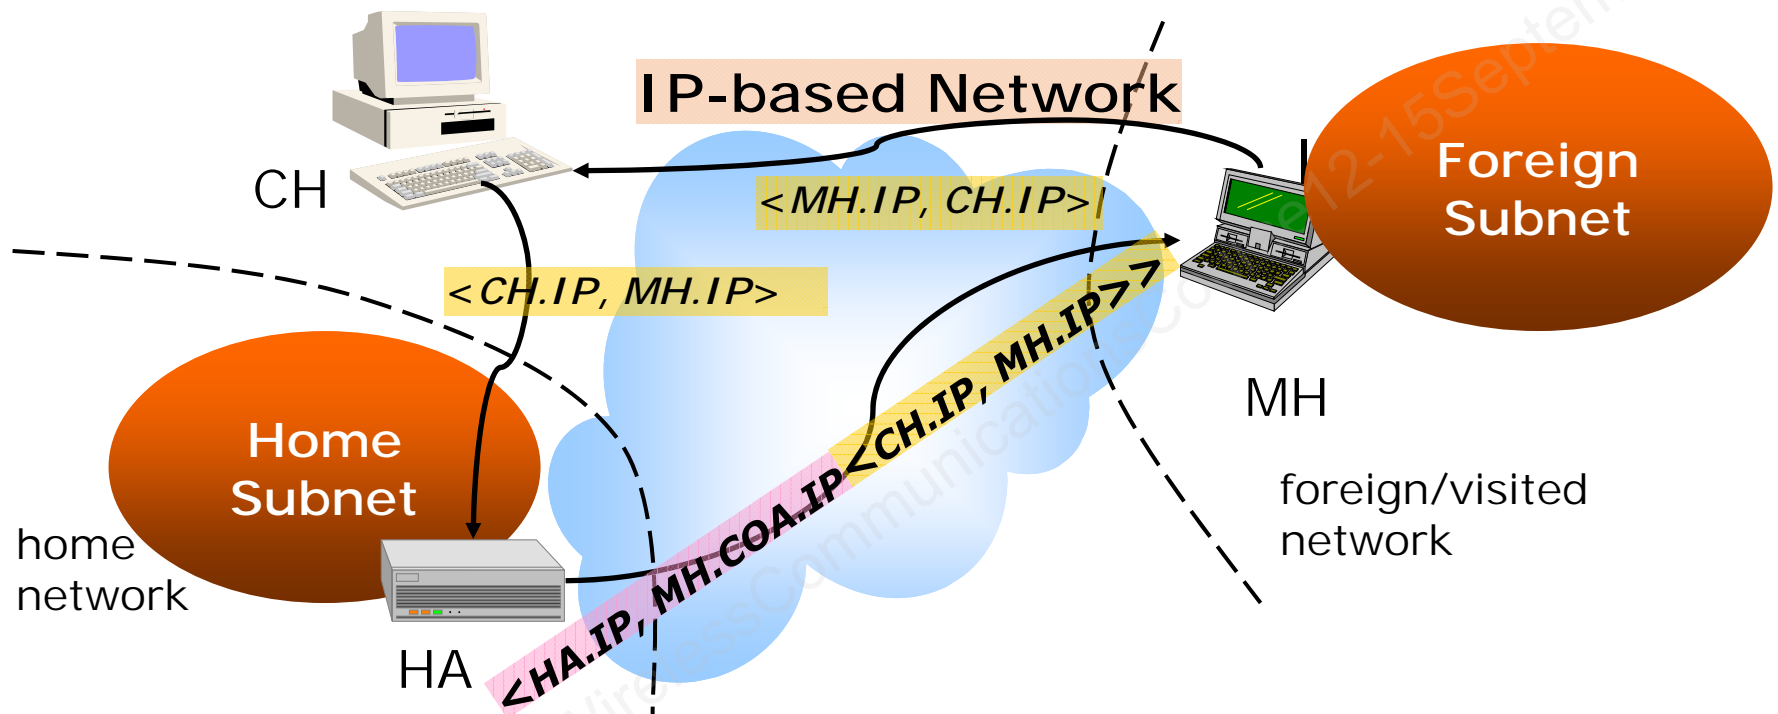 IP-based Network
CH
<MH.IP, CH.IP>
Foreign
Subnet
<CH.IP, MH.IP>
<HA.IP, MH.COA.IP<CH.IP, MH.IP>>
MH
Home
Subnet
home
network
foreign/visited
network
HA